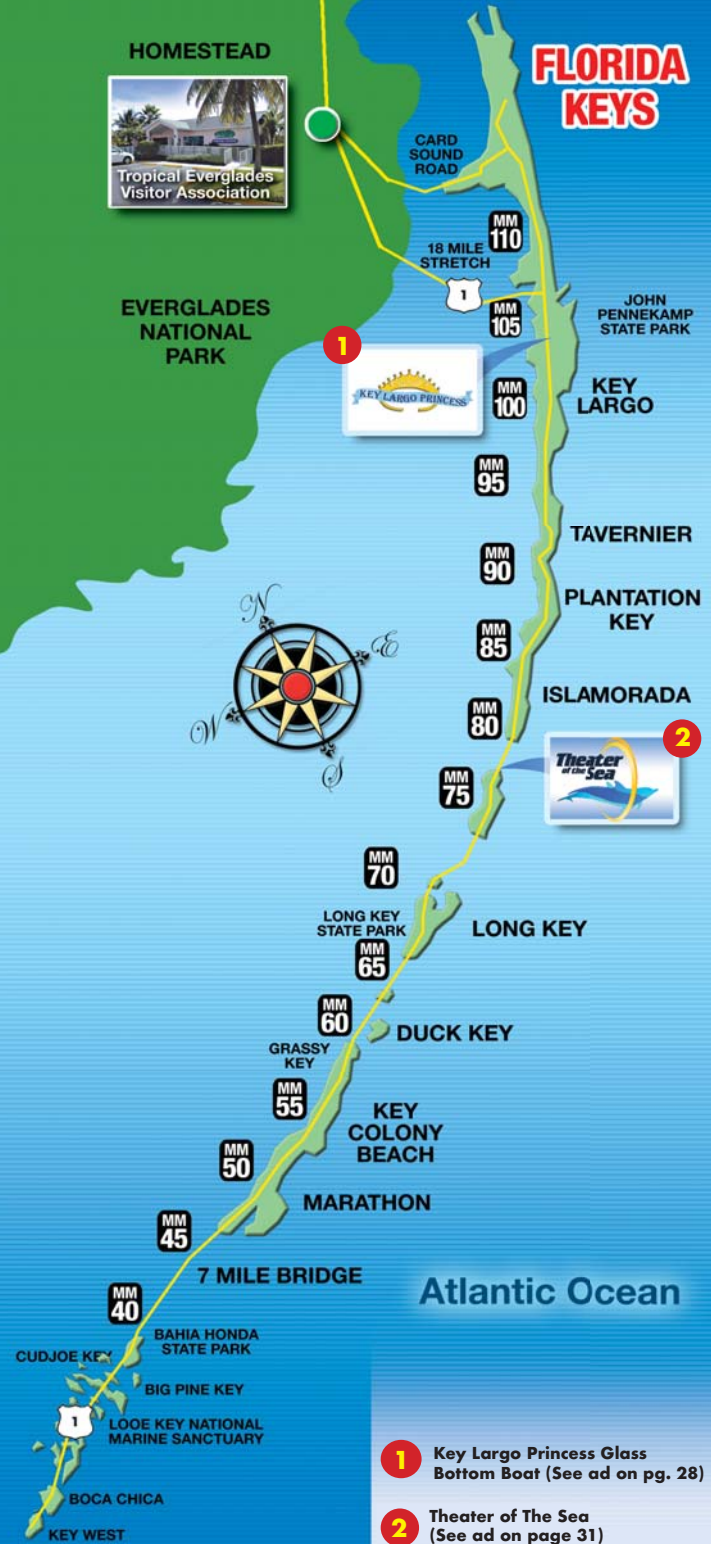 HOMESTEAD
FLORIDA
KEYS
Tropical Everglades
Visitor Association
CARD
SOUND
ROAD
MM
110
18 MILE
STRETCH
1
MM
105
JOHN
PENNEKAMP
STATE PARK
EVERGLADES
NATIONAL
PARK
1
KEY LARGO PRINCESS
MM
100
KEY
LARGO
MM
95
TAVERNIER
MM
90
PLANTATION
KEY
MM
85
N
E
W
S
ISLAMORADA
MM
80
2
Theater
of the Sea
MM
75
MM
70
LONG KEY
STATE PARK
LONG KEY
MM
65
MM
60
DUCK KEY
GRASSY
KEY
MM
55
KEY
COLONY
BEACH
MM
50
MARATHON
MM
45
7 MILE BRIDGE
Atlantic Ocean
MM
40
BAHIA HONDA
STATE PARK
CUDJOE KEY
BIG PINE KEY
1
LOOE KEY NATIONAL
MARINE SANCTUARY
BOCA CHICA
KEY WEST
1 Key Largo Princess Glass
Bottom Boat (See ad on pg. 28)
2 Theater of The Sea
(See ad on page 31)